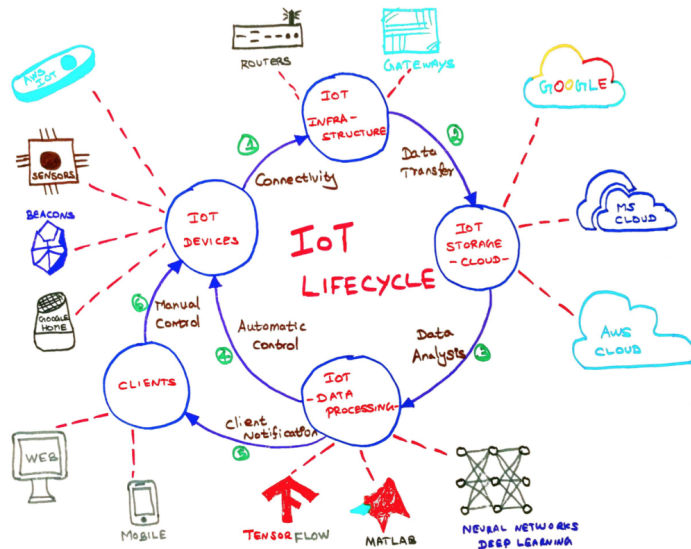 ROUTERS
GATEWAYS
AWS
IOT
IOT
INFRA-
STRUCTURE
GOOGLE
1
2
Connectivity
Data
Transfer
SENSORS
BEACONS
IOT
DEVICES
IOT
LIFECYCLE
IOT
STORAGE
-CLOUD-
MS
CLOUD
GOOGLE
HOME
6
Manual
Control
4
Automatic
Control
Data
Analysis
3
AWS
CLOUD
CLIENTS
IOT
-DATA
PROCESSING-
Client
Notification
5
WEB
MOBILE
TENSORFLOW
MATLAB
NEURAL NETWORKS
DEEP LEARNING